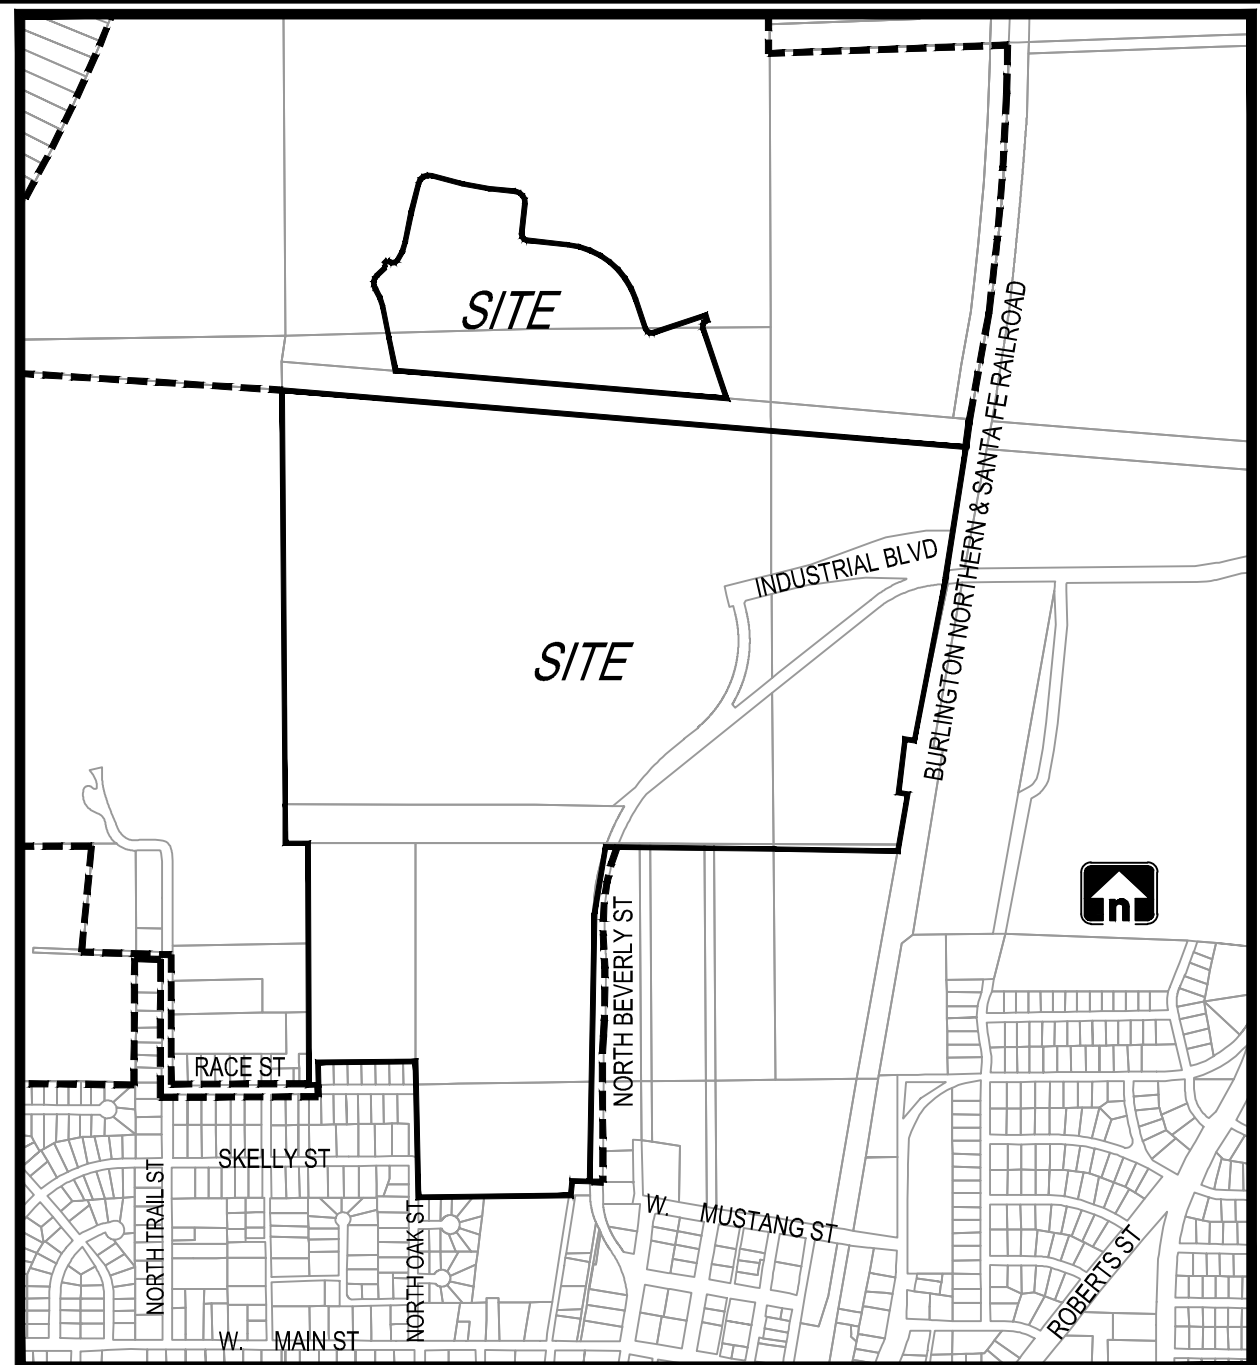 SITE
BURLINGTON NORTHERN & SANTA FE RAILROAD
INDUSTRIAL BLVD
SITE
n
NORTH BEVERLY ST
RACE ST
SKELLY ST
NORTH TRAIL ST
NORTH OAK ST
W. MUSTANG ST
ROBERTS ST
W. MAIN ST